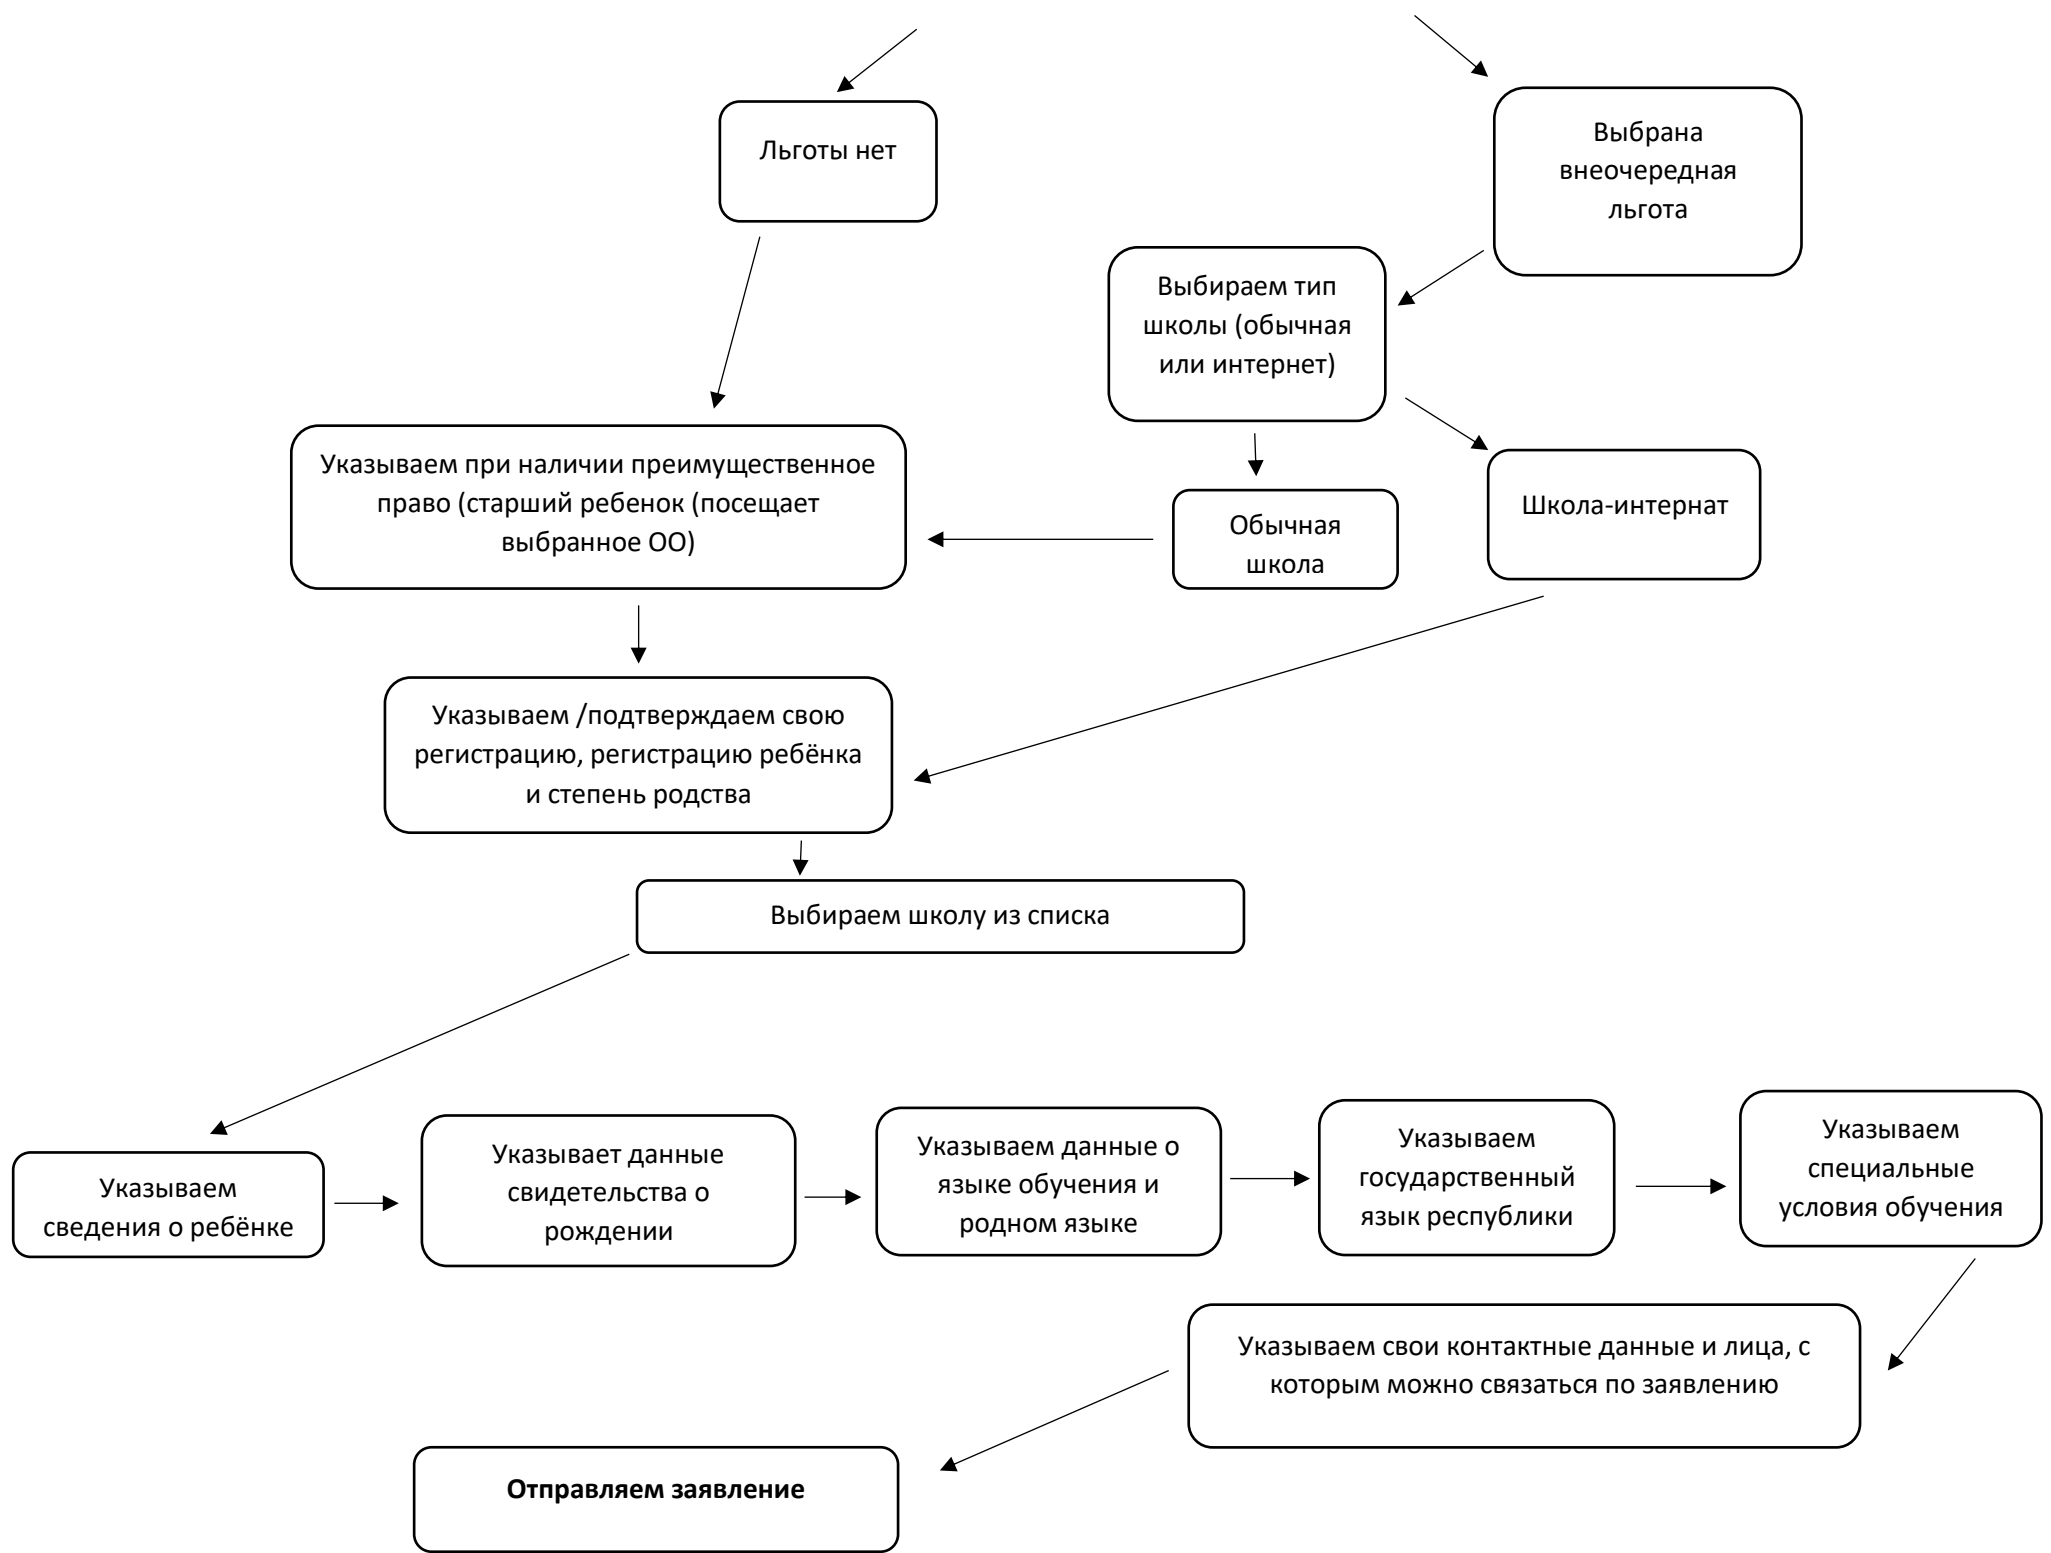 Льготы нет
Выбрана
внеочередная
льгота
Выбираем тип
школы (обычная
или интернет)
Указываем при наличии преимущественное
право (старший ребенок (посещает
выбранное ОО)
Обычная
школа
Школа-интернат
Указываем /подтверждаем свою
регистрацию, регистрацию ребёнка
и степень родства
Выбираем школу из списка
Указываем
сведения о ребёнке
Указывает данные
свидетельства о
рождении
Указываем данные о
языке обучения и
родном языке
Указываем
государственный
язык республики
Указываем
специальные
условия обучения
Указываем свои контактные данные и лица, с
которым можно связаться по заявлению
Отправляем заявление